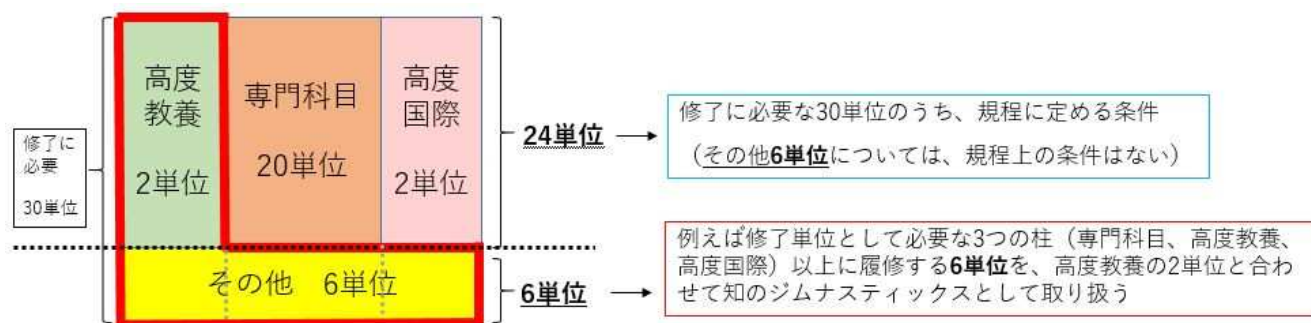 修了に
必要
30単位
高度
教養
2単位
専門科目
20単位
高度
国際
2単位
その他 6単位
24単位
6単位
修了に必要な30単位のうち、規程に定める条件
（その他6単位については、規程上の条件はない）
例えば修了単位として必要な3つの柱（専門科目、高度教養、
高度国際）以上に履修する6単位を、高度教養の2単位と合わ
せて知のジムナスティックスとして取り扱う